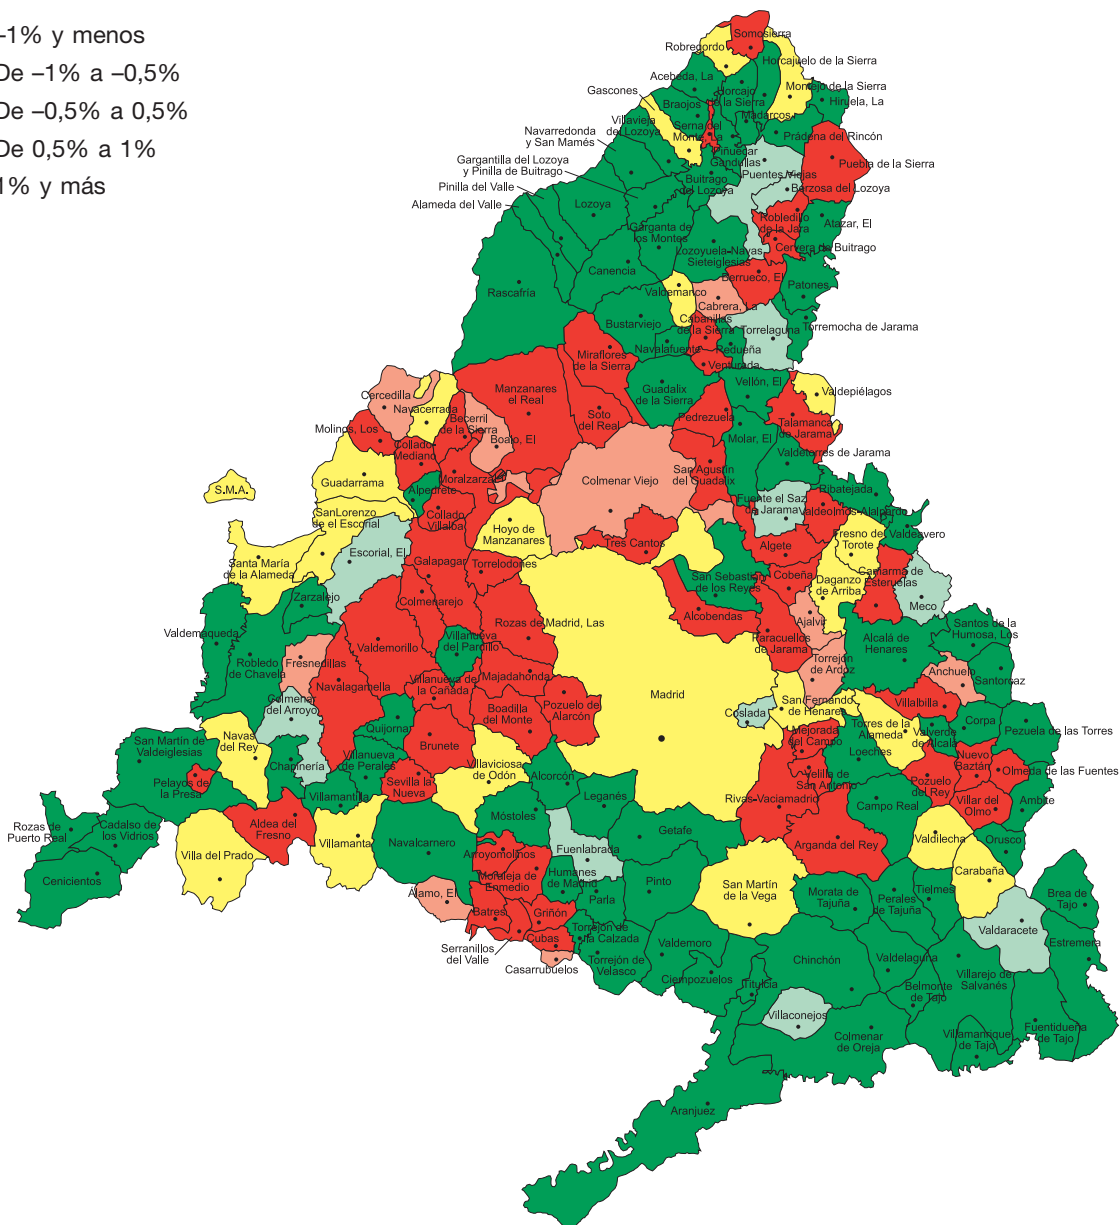 –1% y menos
De –1% a –0,5%
De –0,5% a 0,5%
De 0,5% a 1%
1% y más
Somosierra
Robregordo
Horcajuelo de la Sierra
Acebeda, La
Montejo de la Sierra
Horcajo
de la Sierra
Gascones
Braojos
Hiruela, La
Madarcos
Villavieja
del Lozoya
Serna del
Monte, La
Prádena del Rincón
Navarredonda
y San Mamés
Piñuécar
Gandullas
Puebla de la Sierra
Gargantilla del Lozoya
y Pinilla de Buitrago
Buitrago
del Lozoya
Puentes Viejas
Berzosa del Lozoya
Pinilla del Valle
Alameda del Valle
Lozoya
Robledillo
de la Jara
Atazar, El
Garganta de
los Montes
Lozoyuela-Navas
Sieteiglesias
Cervera de Buitrago
Canencia
Berrueco, El
Rascafría
Valdemanco
Patones
Cabrera, La
Bustarviejo
Cabanillas
de la Sierra
Torrelaguna
Torremocha de Jarama
Navalafuente
Redueña
Miraflores
de la Sierra
Venturada
Guadalix
de la Sierra
Vellón, El
Valdepiélagos
Cercedilla
Manzanares
el Real
Navacerrada
Soto
del Real
Pedrezuela
Talamanca
de Jarama
Becerril
de la Sierra
Molinos, Los
Boalo, El
Molar, El
Collado
Mediano
Valdetorres de Jarama
Guadarrama
Moralzarzal
Colmenar Viejo
San Agustín
del Guadalix
S.M.A.
Alpedrete
Ribatejada
Fuente el Saz
de Jarama
Valdeolmos-Alalpardo
SanLorenzo
de el Escorial
Collado
Villalba
Hoyo de
Manzanares
Fresno de
Torote
Valdeavero
Escorial, El
Tres Cantos
Algete
Santa María
de la Alameda
Galapagar
Torrelodones
Camarma de
Esteruelas
San Sebastián
de los Reyes
Cobeña
Daganzo
de Arriba
Zarzalejo
Colmenarejo
Meco
Alcobendas
Ajalvir
Valdemaqueda
Rozas de Madrid, Las
Paracuellos
de Jarama
Santos de la
Humosa, Los
Valdemorillo
Villanueva
del Pardillo
Alcalá de
Henares
Robledo
de Chavela
Fresnedillas
Torrejón
de Ardoz
Anchuelo
Majadahonda
Santorcaz
Navalagamella
Villanueva de
la Cañada
Madrid
Villalbilla
Colmenar
del Arroyo
Pozuelo de
Alarcón
San Fernando
de Henares
Boadilla
del Monte
Coslada
Torres de la
Alameda
Valverde
de Alcalá
Corpa
Pezuela de las Torres
Quijorna
Navas
del Rey
San Martín de
Valdeiglesias
Brunete
Mejorada
del Campo
Loeches
Nuevo
Baztán
Chapinería
Villanueva
de Perales
Villaviciosa
de Odón
Olmeda de las Fuentes
Alcorcón
Velilla de
San Antonio
Pozuelo
del Rey
Pelayos de
la Presa
Sevilla la
Nueva
Leganés
Rivas-Vaciamadrid
Campo Real
Villar del
Olmo
Villamantilla
Móstoles
Ambite
Rozas de
Puerto Real
Cadalso de
los Vidrios
Aldea del
Fresno
Getafe
Valdilecha
Villamanta
Navalcarnero
Arganda del Rey
Orusco
Villa del Prado
Arroyomolinos
Fuenlabrada
Carabaña
Cenicientos
Moraleja de
Enmedio
Humanes
de Madrid
Pinto
San Martín
de la Vega
Tielmes
Álamo, El
Parla
Morata de
Tajuña
Perales
de Tajuña
Brea de
Tajo
Batres
Griñón
Valdaracete
Torrejón de
la Calzada
Serranillos
del Valle
Cubas
Valdemoro
Estremera
Casarrubuelos
Torrejón de
Velasco
Chinchón
Valdelaguna
Ciempozuelos
Titulcia
Belmonte
de Tajo
Villarejo de
Salvanés
Villaconejos
Colmenar
de Oreja
Villamanrique
de Tajo
Fuentidueña
de Tajo
Aranjuez